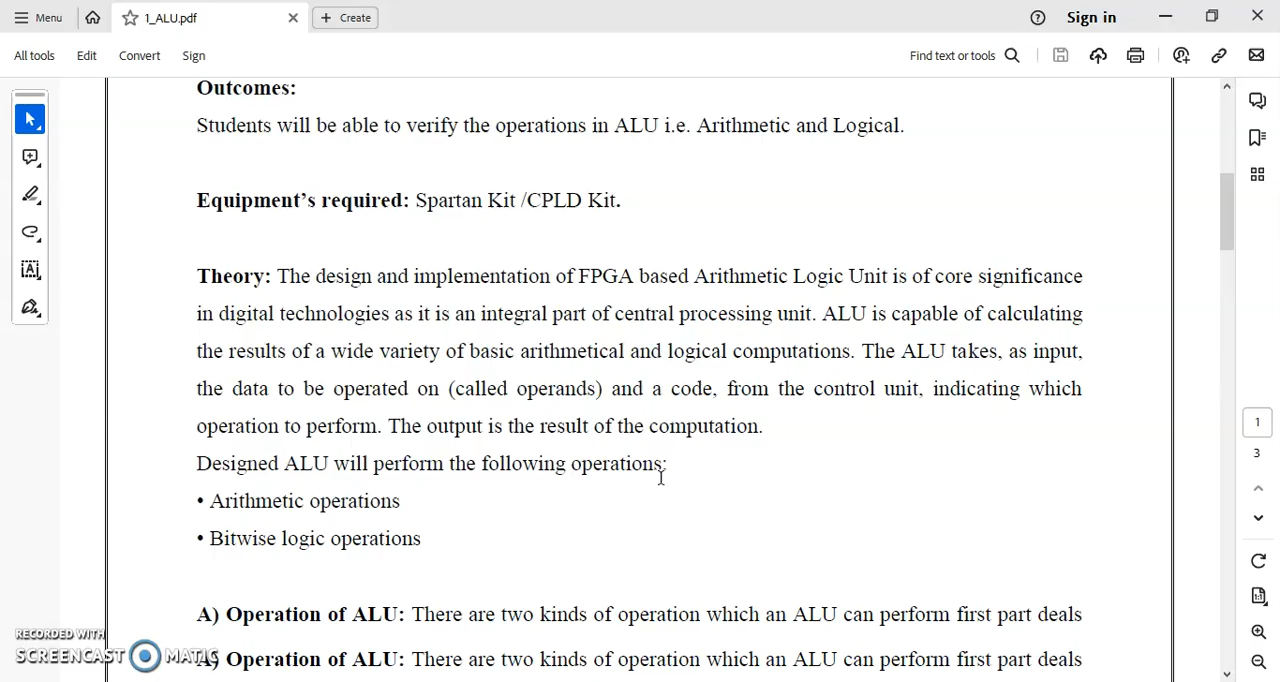 Menu
1_ALU.pdf
Create
Sign in
All tools
Edit
Convert
Sign
Find text or tools
Outcomes:
Students will be able to verify the operations in ALU i.e. Arithmetic and Logical.
Equipment's required: Spartan Kit /CPLD Kit.
Theory: The design and implementation of FPGA based Arithmetic Logic Unit is of core significance
in digital technologies as it is an integral part of central processing unit. ALU is capable of calculating
the results of a wide variety of basic arithmetical and logical computations. The ALU takes, as input,
the data to be operated on (called operands) and a code, from the control unit, indicating which
operation to perform. The output is the result of the computation.
Designed ALU will perform the following operations:
• Arithmetic operations
• Bitwise logic operations
A) Operation of ALU: There are two kinds of operation which an ALU can perform first part deals
A) Operation of ALU: There are two kinds of operation which an ALU can perform first part deals
RECORDED WITH
SCREENCAST MATIC
1
3